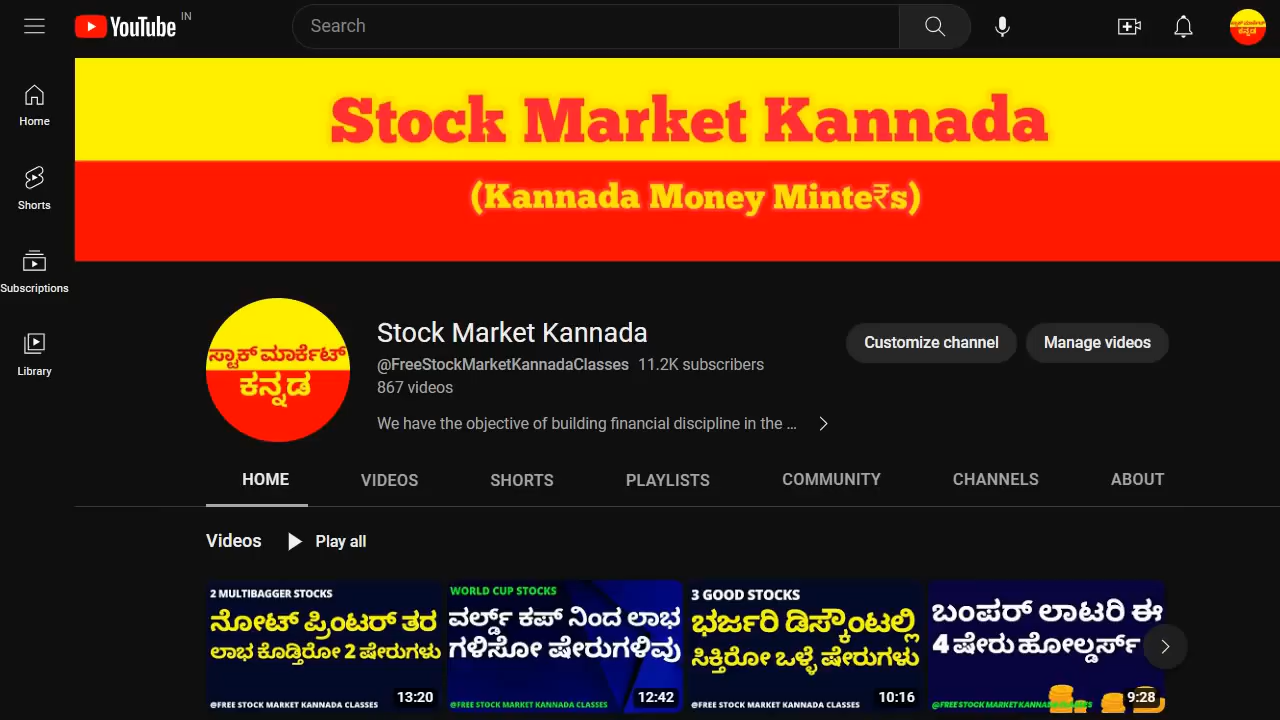 YouTube IN
Search
Home
Shorts
Subscriptions
Library
Stock Market Kannada
(Kannada Money Minte₹s)
ಸ್ಟಾಕ್ ಮಾರ್ಕೆಟ್
ಕನ್ನಡ
Stock Market Kannada
@FreeStockMarketKannadaClasses 11.2K subscribers
867 videos
We have the objective of building financial discipline in the ...
Customize channel
Manage videos
HOME VIDEOS SHORTS PLAYLISTS COMMUNITY CHANNELS ABOUT
Videos Play all
2 MULTIBAGGER STOCKS
ನೋಟ್ ಪ್ರಿಂಟರ್ ತರ
ಲಾಭ ಕೊಡ್ತಿರೋ 2 ಷೇರುಗಳು
13:20
@FREE STOCK MARKET KANNADA CLASSES
WORLD CUP STOCKS
ವರ್ಲ್ಡ್ ಕಪ್ ನಿಂದ ಲಾಭ
ಗಳಿಸೋ ಷೇರುಗಳಿವು
12:42
@FREE STOCK MARKET KANNADA CLASSES
3 GOOD STOCKS
ಭರ್ಜರಿ ಡಿಸ್ಕೌಂಟಲ್ಲಿ
ಸಿಕ್ತಿರೋ ಒಳ್ಳೆ ಷೇರುಗಳು
10:16
@FREE STOCK MARKET KANNADA CLASSES
ಬಂಪರ್ ಲಾಟರಿ ಈ
4 ಷೇರು ಹೋಲ್ಡರ್ಸ್
9:28
@FREE STOCK MARKET KANNADA CLASSES